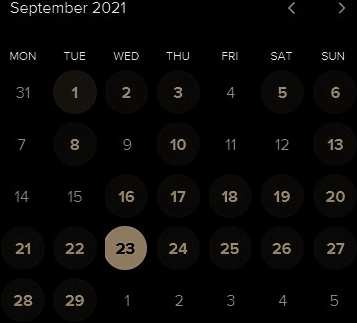 September 2021
MON TUE WED THU FRI SAT SUN
31 1 2 3 4 5 6
7 8 9 10 11 12 13
14 15 16 17 18 19 20
21 22 23 24 25 26 27
28 29 1 2 3 4 5